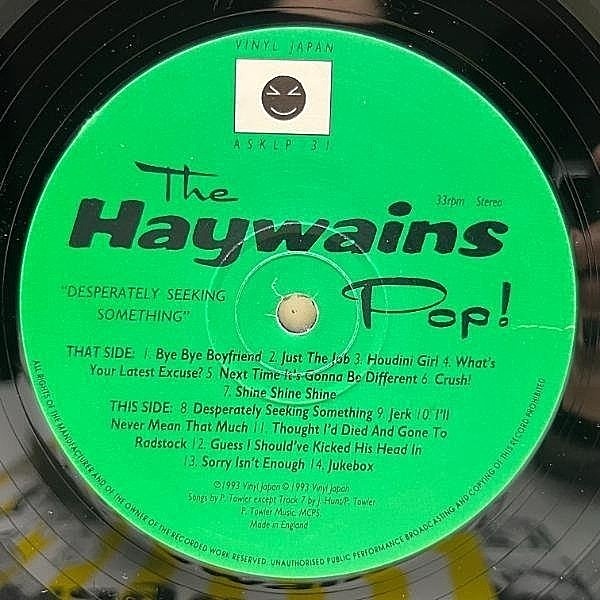 VINYL JAPAN
ASKLP 31
The
Haywains
33rpm Stereo
"DESPERATELY SEEKING
SOMETHING"
Pop!
THAT SIDE: 1. Bye Bye Boyfriend 2. Just The Job 3. Houdini Girl 4. What's
Your Latest Excuse? 5. Next Time It's Gonna Be Different 6. Crush!
7. Shine Shine Shine
THIS SIDE: 8. Desperately Seeking Something 9. Jerk 10. I'll
Never Mean That Much 11. Thought I'd Died And Gone To
Radstock 12. Guess I Should've Kicked His Head In
13. Sorry Isn't Enough 14. Jukebox
℗1993 Vinyl Japan © 1993 Vinyl Japan
Songs by P. Towler except Track 7 by J. Hunt/P. Towler
P. Towler Music. MCPS
Made in England
ALL RIGHTS OF THE MANUFACTURER AND OF THE OWNER OF THE RECORDED WORK RESERVED. UNAUTHORISED PUBLIC PERFORMANCE BROADCASTING AND COPYING OF THIS RECORD PROHIBITED